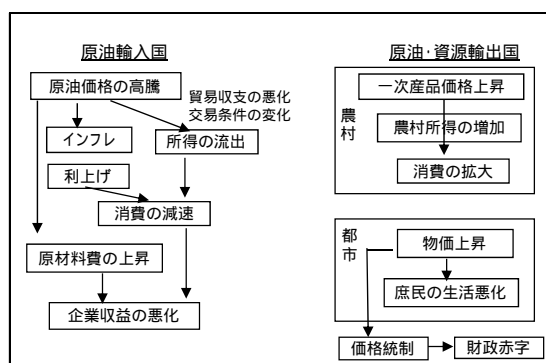 原油輸入国
原油価格の高騰
貿易収支の悪化
交易条件の変化
インフレ
所得の流出
利上げ
消費の減速
原材料費の上昇
企業収益の悪化
原油・資源輸出国
農村
一次産品価格上昇
農村所得の増加
消費の拡大
都市
物価上昇
庶民の生活悪化
価格統制
財政赤字